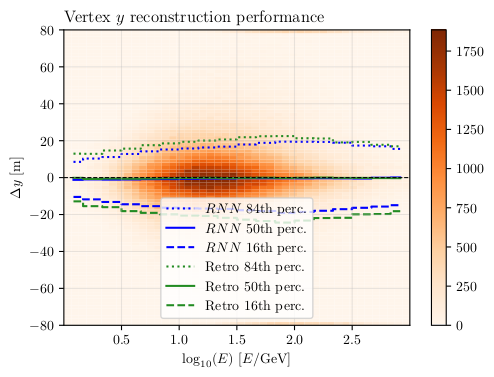 Vertex y reconstruction performance
80
60
40
20
0
−20
−40
−60
−80
Δy [m]
RNN 84th perc.
RNN 50th perc.
RNN 16th perc.
Retro 84th perc.
Retro 50th perc.
Retro 16th perc.
0.5 1.0 1.5 2.0 2.5
log₁₀(E) [E/GeV]
1750
1500
1250
1000
750
500
250
0